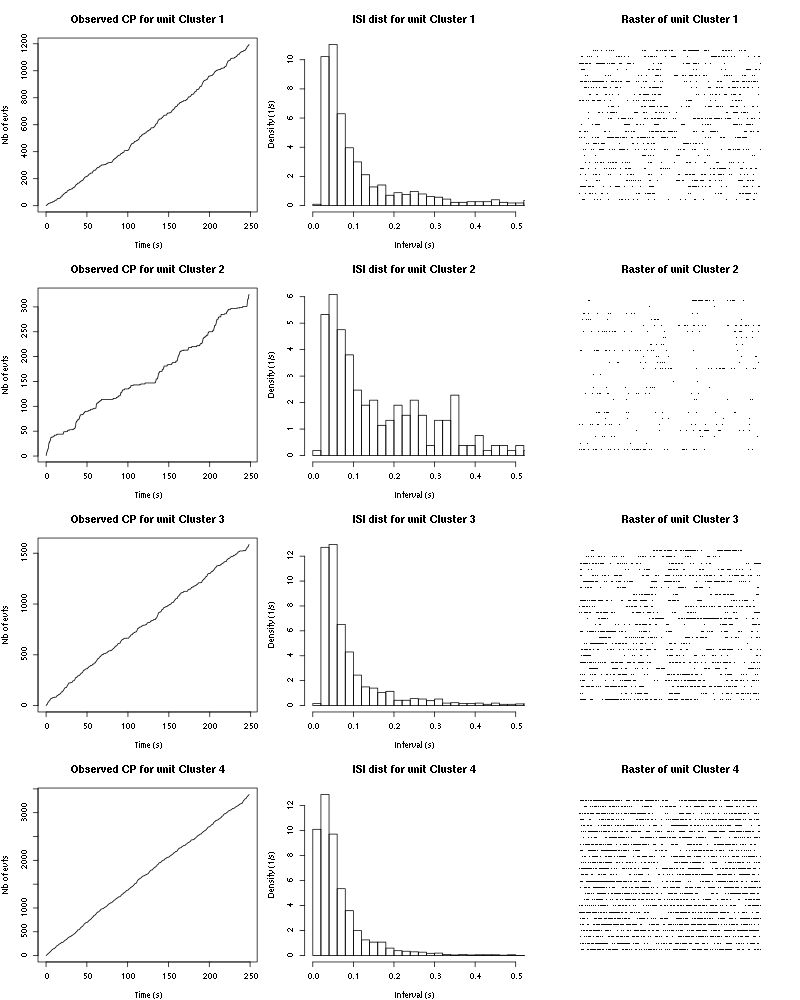 Observed CP for unit Cluster 1
Nb of evts
0 200 400 600 800 1000 1200
0 50 100 150 200 250
Time (s)
ISI dist for unit Cluster 1
Density (1/s)
0 2 4 6 8 10
0.0 0.1 0.2 0.3 0.4 0.5
Interval (s)
Raster of unit Cluster 1
Observed CP for unit Cluster 2
Nb of evts
0 50 100 150 200 250 300
0 50 100 150 200 250
Time (s)
ISI dist for unit Cluster 2
Density (1/s)
0 1 2 3 4 5 6
0.0 0.1 0.2 0.3 0.4 0.5
Interval (s)
Raster of unit Cluster 2
Observed CP for unit Cluster 3
Nb of evts
0 500 1000 1500
0 50 100 150 200 250
Time (s)
ISI dist for unit Cluster 3
Density (1/s)
0 2 4 6 8 10 12
0.0 0.1 0.2 0.3 0.4 0.5
Interval (s)
Raster of unit Cluster 3
Observed CP for unit Cluster 4
Nb of evts
0 500 1000 2000 3000
0 50 100 150 200 250
Time (s)
ISI dist for unit Cluster 4
Density (1/s)
0 2 4 6 8 10 12
0.0 0.1 0.2 0.3 0.4 0.5
Interval (s)
Raster of unit Cluster 4